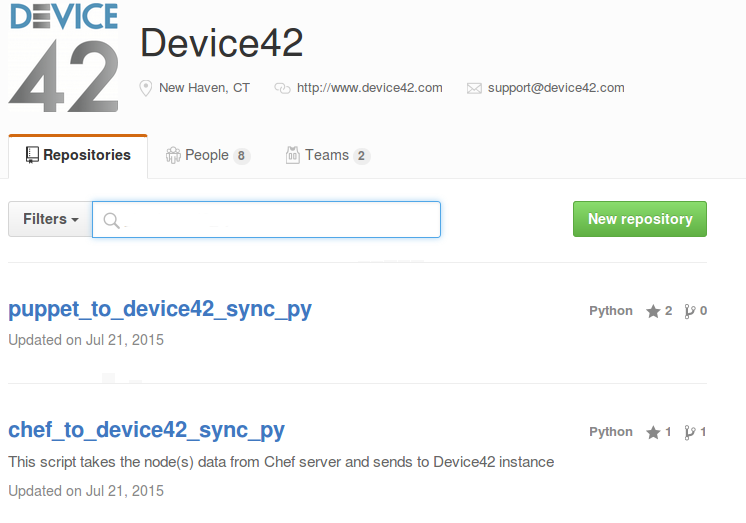 DEVICE
42
Device42
New Haven, CT http://www.device42.com support@device42.com
Repositories People 8 Teams 2
Filters New repository
puppet_to_device42_sync_py Python 2 0
Updated on Jul 21, 2015
chef_to_device42_sync_py Python 1 1
This script takes the node(s) data from Chef server and sends to Device42 instance
Updated on Jul 21, 2015